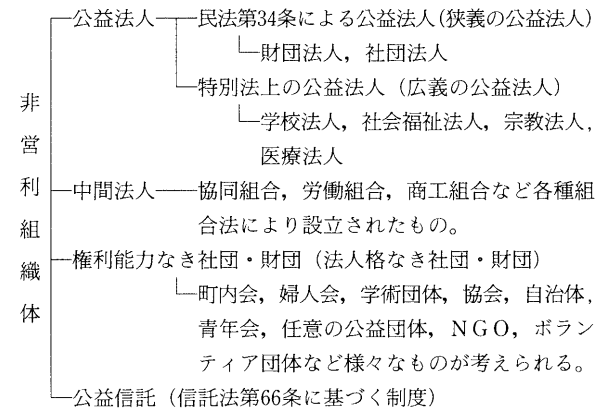 公益法人 民法第34条による公益法人(狭義の公益法人)
財団法人，社団法人
特別法上の公益法人（広義の公益法人）
学校法人，社会福祉法人，宗教法人，
医療法人
非営利組織体
中間法人 協同組合，労働組合，商工組合など各種組
合法により設立されたもの。
権利能力なき社団・財団（法人格なき社団・財団）
町内会，婦人会，学術団体，協会，自治体，
青年会，任意の公益団体，ＮＧＯ，ボラン
ティア団体など様々なものが考えられる。
公益信託（信託法第66条に基づく制度）